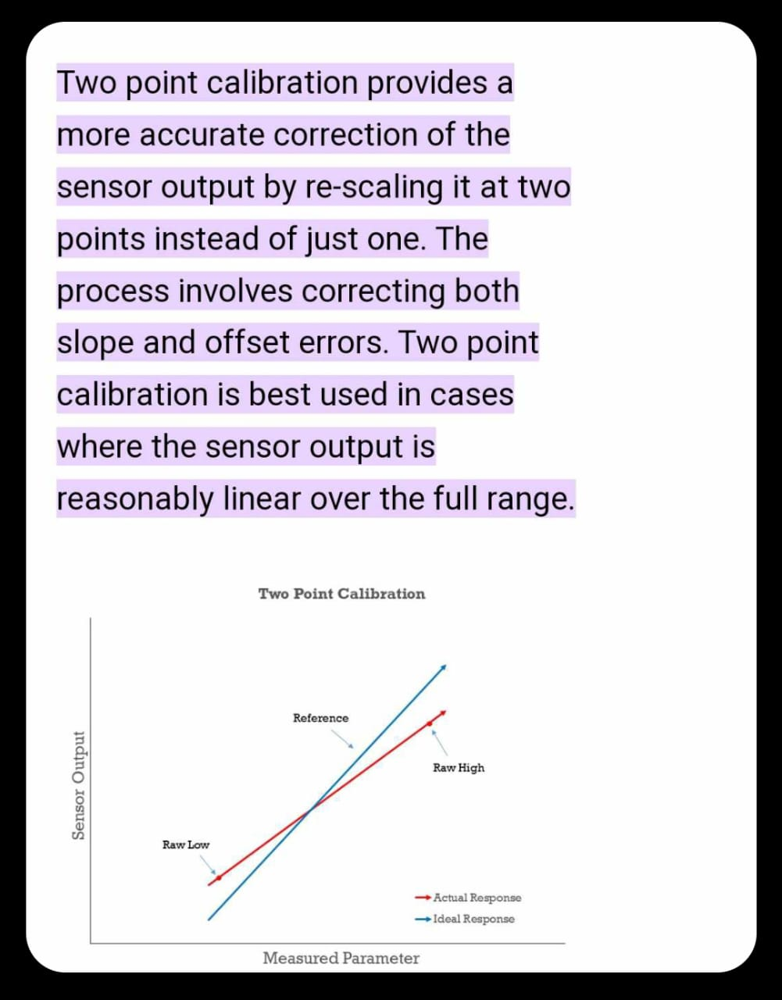 Two point calibration provides a
more accurate correction of the
sensor output by re-scaling it at two
points instead of just one. The
process involves correcting both
slope and offset errors. Two point
calibration is best used in cases
where the sensor output is
reasonably linear over the full range.
Two Point Calibration
Reference
Raw High
Sensor Output
Raw Low
Actual Response
Ideal Response
Measured Parameter